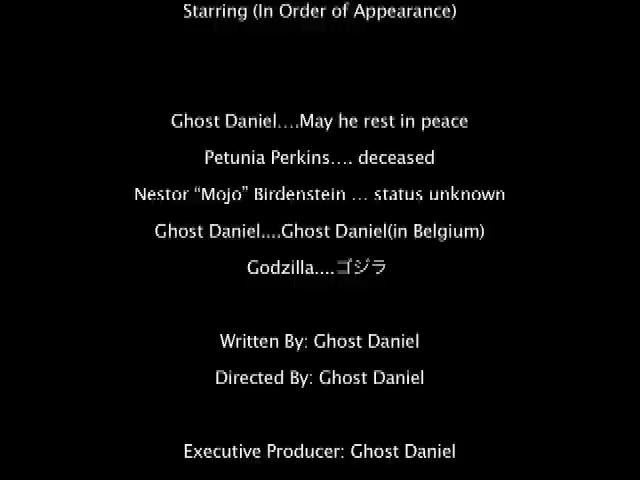 Starring (In Order of Appearance)
Ghost Daniel....May he rest in peace
Petunia Perkins.... deceased
Nestor “Mojo” Birdenstein ... status unknown
Ghost Daniel....Ghost Daniel(in Belgium)
Godzilla....ゴジラ
Written By: Ghost Daniel
Directed By: Ghost Daniel
Executive Producer: Ghost Daniel